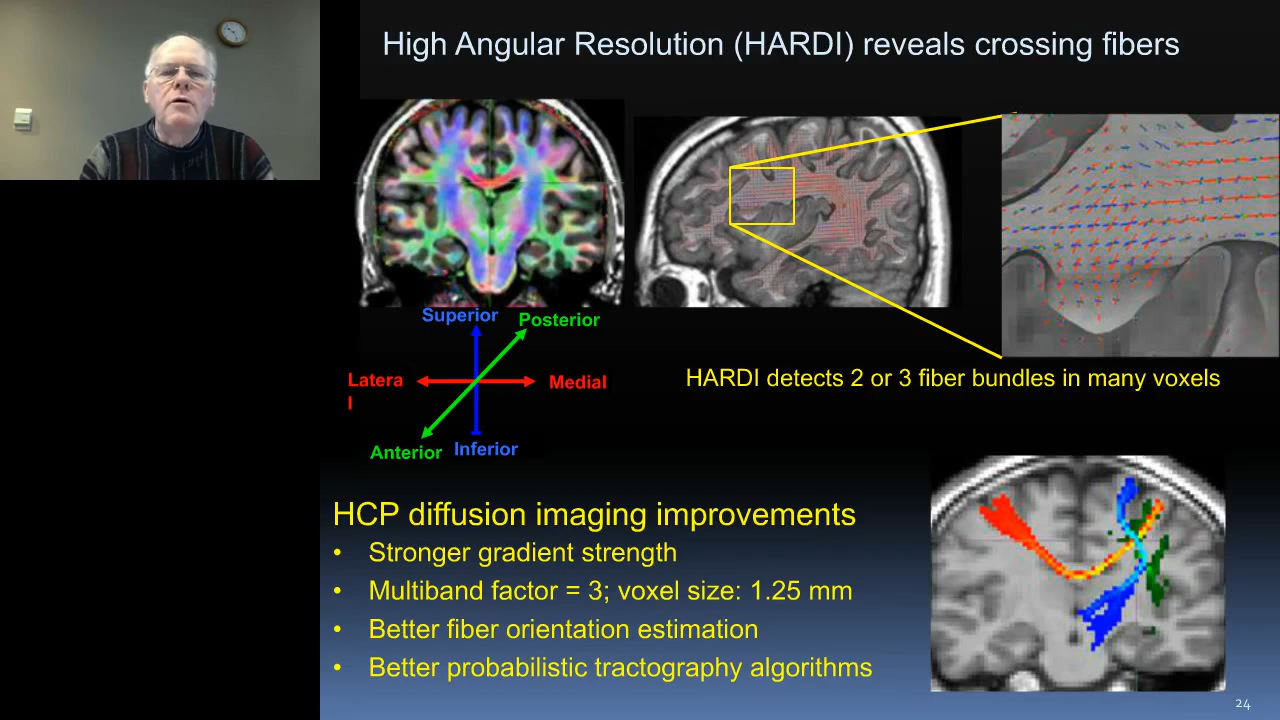 High Angular Resolution (HARDI) reveals crossing fibers
Superior
Posterior
Latera
l
Medial
Anterior
Inferior
HARDI detects 2 or 3 fiber bundles in many voxels
HCP diffusion imaging improvements
• Stronger gradient strength
• Multiband factor = 3; voxel size: 1.25 mm
• Better fiber orientation estimation
• Better probabilistic tractography algorithms
24